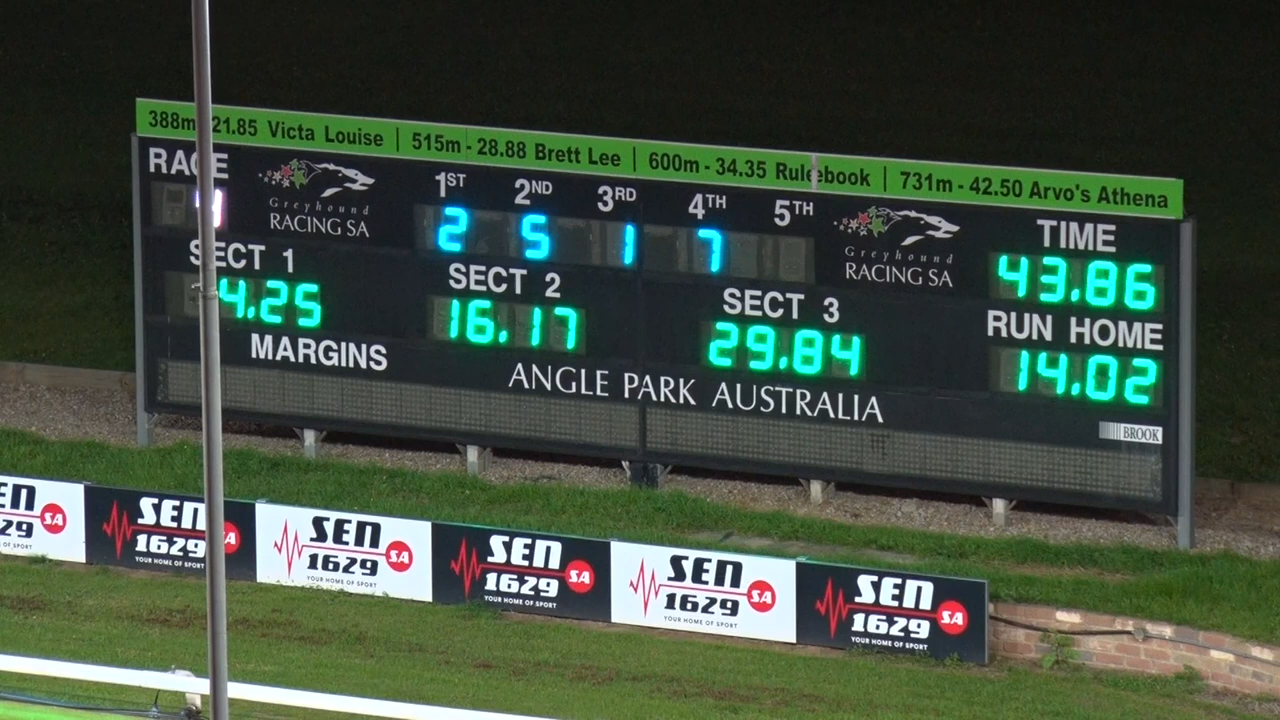 388m 21.85 Victa Louise | 515m - 28.88 Brett Lee | 600m - 34.35 Rulebook | 731m - 42.50 Arvo's Athena
RACE
Greyhound
RACING SA
1ST 2ND 3RD 4TH 5TH
2 5 1 7
Greyhound
RACING SA
TIME
43.86
SECT 1
4.25
SECT 2
16.17
SECT 3
29.84
RUN HOME
14.02
MARGINS
ANGLE PARK AUSTRALIA
BROOK
EN SA
29
E OF SPORT
SEN SA
1629
YOUR HOME OF SPORT
SEN SA
1629
YOUR HOME OF SPORT
SEN SA
1629
YOUR HOME OF SPORT
SEN SA
1629
YOUR HOME OF SPORT
SEN SA
1629
YOUR HOME OF SPORT